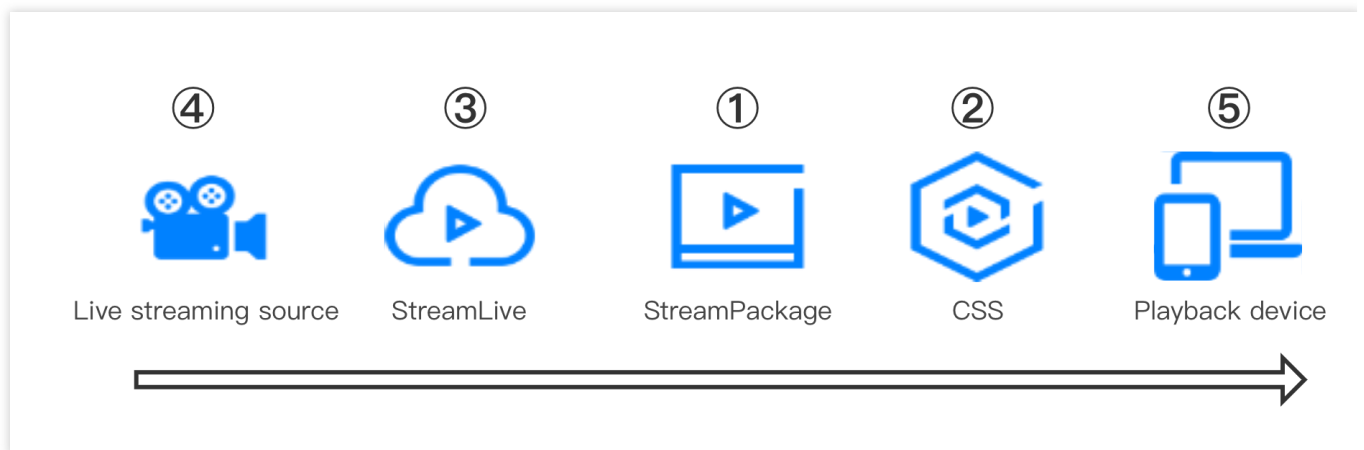 ④ ③ ① ② ⑤
Live streaming source StreamLive StreamPackage CSS Playback device